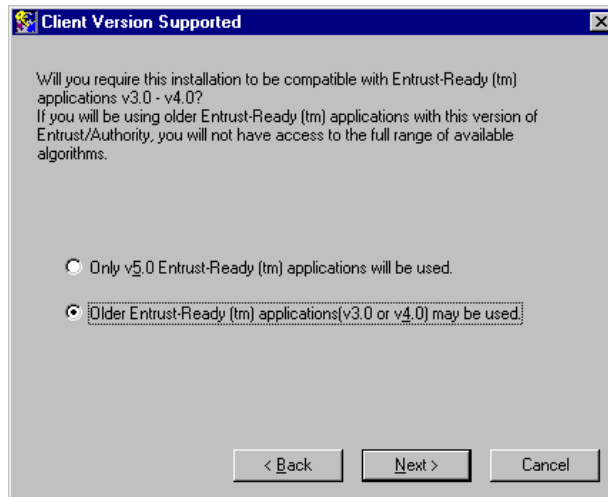 Client Version Supported
Will you require this installation to be compatible with Entrust-Ready (tm)
applications v3.0 - v4.0?
If you will be using older Entrust-Ready (tm) applications with this version of
Entrust/Authority, you will not have access to the full range of available
algorithms.
Only v5.0 Entrust-Ready (tm) applications will be used.
Older Entrust-Ready (tm) applications(v3.0 or v4.0) may be used.
< Back
Next >
Cancel